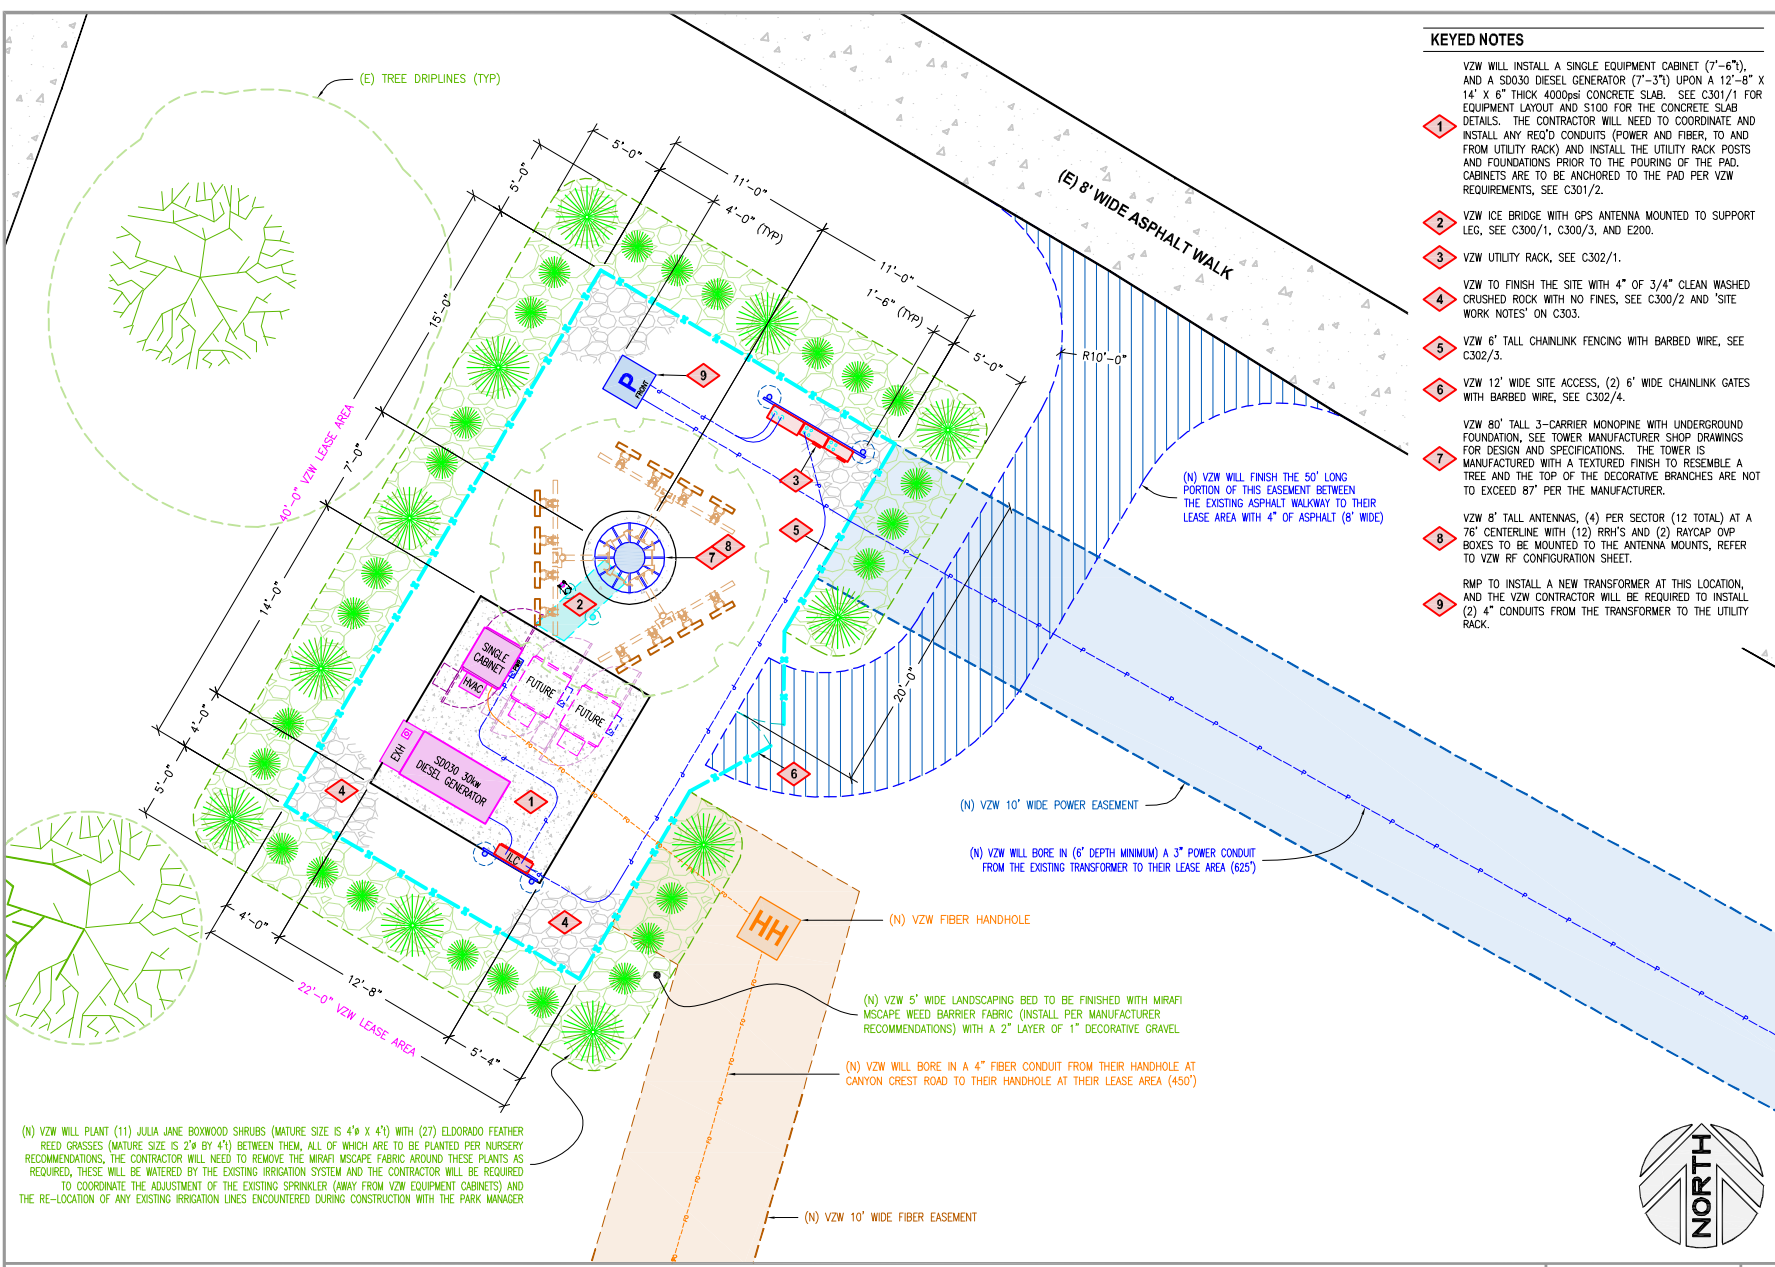 KEYED NOTES
1
VZW WILL INSTALL A SINGLE EQUIPMENT CABINET (7'-6"t),
AND A SD030 DIESEL GENERATOR (7'-3"t) UPON A 12'-8" X
14' X 6" THICK 4000psi CONCRETE SLAB. SEE C301/1 FOR
EQUIPMENT LAYOUT AND S100 FOR THE CONCRETE SLAB
DETAILS. THE CONTRACTOR WILL NEED TO COORDINATE AND
INSTALL ANY REQ'D CONDUITS (POWER AND FIBER, TO AND
FROM UTILITY RACK) AND INSTALL THE UTILITY RACK POSTS
AND FOUNDATIONS PRIOR TO THE POURING OF THE PAD.
CABINETS ARE TO BE ANCHORED TO THE PAD PER VZW
REQUIREMENTS, SEE C301/2.
2
VZW ICE BRIDGE WITH GPS ANTENNA MOUNTED TO SUPPORT
LEG, SEE C300/1, C300/3, AND E200.
3
VZW UTILITY RACK, SEE C302/1.
4
VZW TO FINISH THE SITE WITH 4" OF 3/4" CLEAN WASHED
CRUSHED ROCK WITH NO FINES, SEE C300/2 AND 'SITE
WORK NOTES' ON C303.
5
VZW 6' TALL CHAINLINK FENCING WITH BARBED WIRE, SEE
C302/3.
6
VZW 12' WIDE SITE ACCESS, (2) 6' WIDE CHAINLINK GATES
WITH BARBED WIRE, SEE C302/4.
7
VZW 80' TALL 3-CARRIER MONOPINE WITH UNDERGROUND
FOUNDATION, SEE TOWER MANUFACTURER SHOP DRAWINGS
FOR DESIGN AND SPECIFICATIONS. THE TOWER IS
MANUFACTURED WITH A TEXTURED FINISH TO RESEMBLE A
TREE AND THE TOP OF THE DECORATIVE BRANCHES ARE NOT
TO EXCEED 87' PER THE MANUFACTURER.
8
VZW 8' TALL ANTENNAS, (4) PER SECTOR (12 TOTAL) AT A
76' CENTERLINE WITH (12) RRH'S AND (2) RAYCAP OVP
BOXES TO BE MOUNTED TO THE ANTENNA MOUNTS, REFER
TO VZW RF CONFIGURATION SHEET.
9
RMP TO INSTALL A NEW TRANSFORMER AT THIS LOCATION,
AND THE VZW CONTRACTOR WILL BE REQUIRED TO INSTALL
(2) 4" CONDUITS FROM THE TRANSFORMER TO THE UTILITY
RACK.
(E) TREE DRIPLINES (TYP)
5'-0"
5'-0"
11'-0"
4'-0" (TYP)
11'-0"
1'-6" (TYP)
5'-0"
R10'-0"
(E) 8' WIDE ASPHALT WALK
15'-0"
40'-0" VZW LEASE AREA
7'-0"
14'-0"
4'-0"
5'-0"
P
FRONT
9
3
5
7
8
2
(N) VZW WILL FINISH THE 50' LONG
PORTION OF THIS EASEMENT BETWEEN
THE EXISTING ASPHALT WALKWAY TO THEIR
LEASE AREA WITH 4" OF ASPHALT (8' WIDE)
SINGLE
CABINET
HVAC
FUTURE
FUTURE
EXH
SD030 30kw
DIESEL GENERATOR
1
4
ILC
4
6
20'-0"
(N) VZW 10' WIDE POWER EASEMENT
(N) VZW WILL BORE IN (6' DEPTH MINIMUM) A 3" POWER CONDUIT
FROM THE EXISTING TRANSFORMER TO THEIR LEASE AREA (625')
HH
(N) VZW FIBER HANDHOLE
4'-0"
12'-8"
5'-4"
22'-0" VZW LEASE AREA
(N) VZW 5' WIDE LANDSCAPING BED TO BE FINISHED WITH MIRAFI
MSCAPE WEED BARRIER FABRIC (INSTALL PER MANUFACTURER
RECOMMENDATIONS) WITH A 2" LAYER OF 1" DECORATIVE GRAVEL
(N) VZW WILL BORE IN A 4" FIBER CONDUIT FROM THEIR HANDHOLE AT
CANYON CREST ROAD TO THEIR HANDHOLE AT THEIR LEASE AREA (450')
(N) VZW WILL PLANT (11) JULIA JANE BOXWOOD SHRUBS (MATURE SIZE IS 4'ø X 4't) WITH (27) ELDORADO FEATHER
REED GRASSES (MATURE SIZE IS 2'ø BY 4't) BETWEEN THEM, ALL OF WHICH ARE TO BE PLANTED PER NURSERY
RECOMMENDATIONS, THE CONTRACTOR WILL NEED TO REMOVE THE MIRAFI MSCAPE FABRIC AROUND THESE PLANTS AS
REQUIRED, THESE WILL BE WATERED BY THE EXISTING IRRIGATION SYSTEM AND THE CONTRACTOR WILL BE REQUIRED
TO COORDINATE THE ADJUSTMENT OF THE EXISTING SPRINKLER (AWAY FROM VZW EQUIPMENT CABINETS) AND
THE RE-LOCATION OF ANY EXISTING IRRIGATION LINES ENCOUNTERED DURING CONSTRUCTION WITH THE PARK MANAGER
(N) VZW 10' WIDE FIBER EASEMENT
NORTH